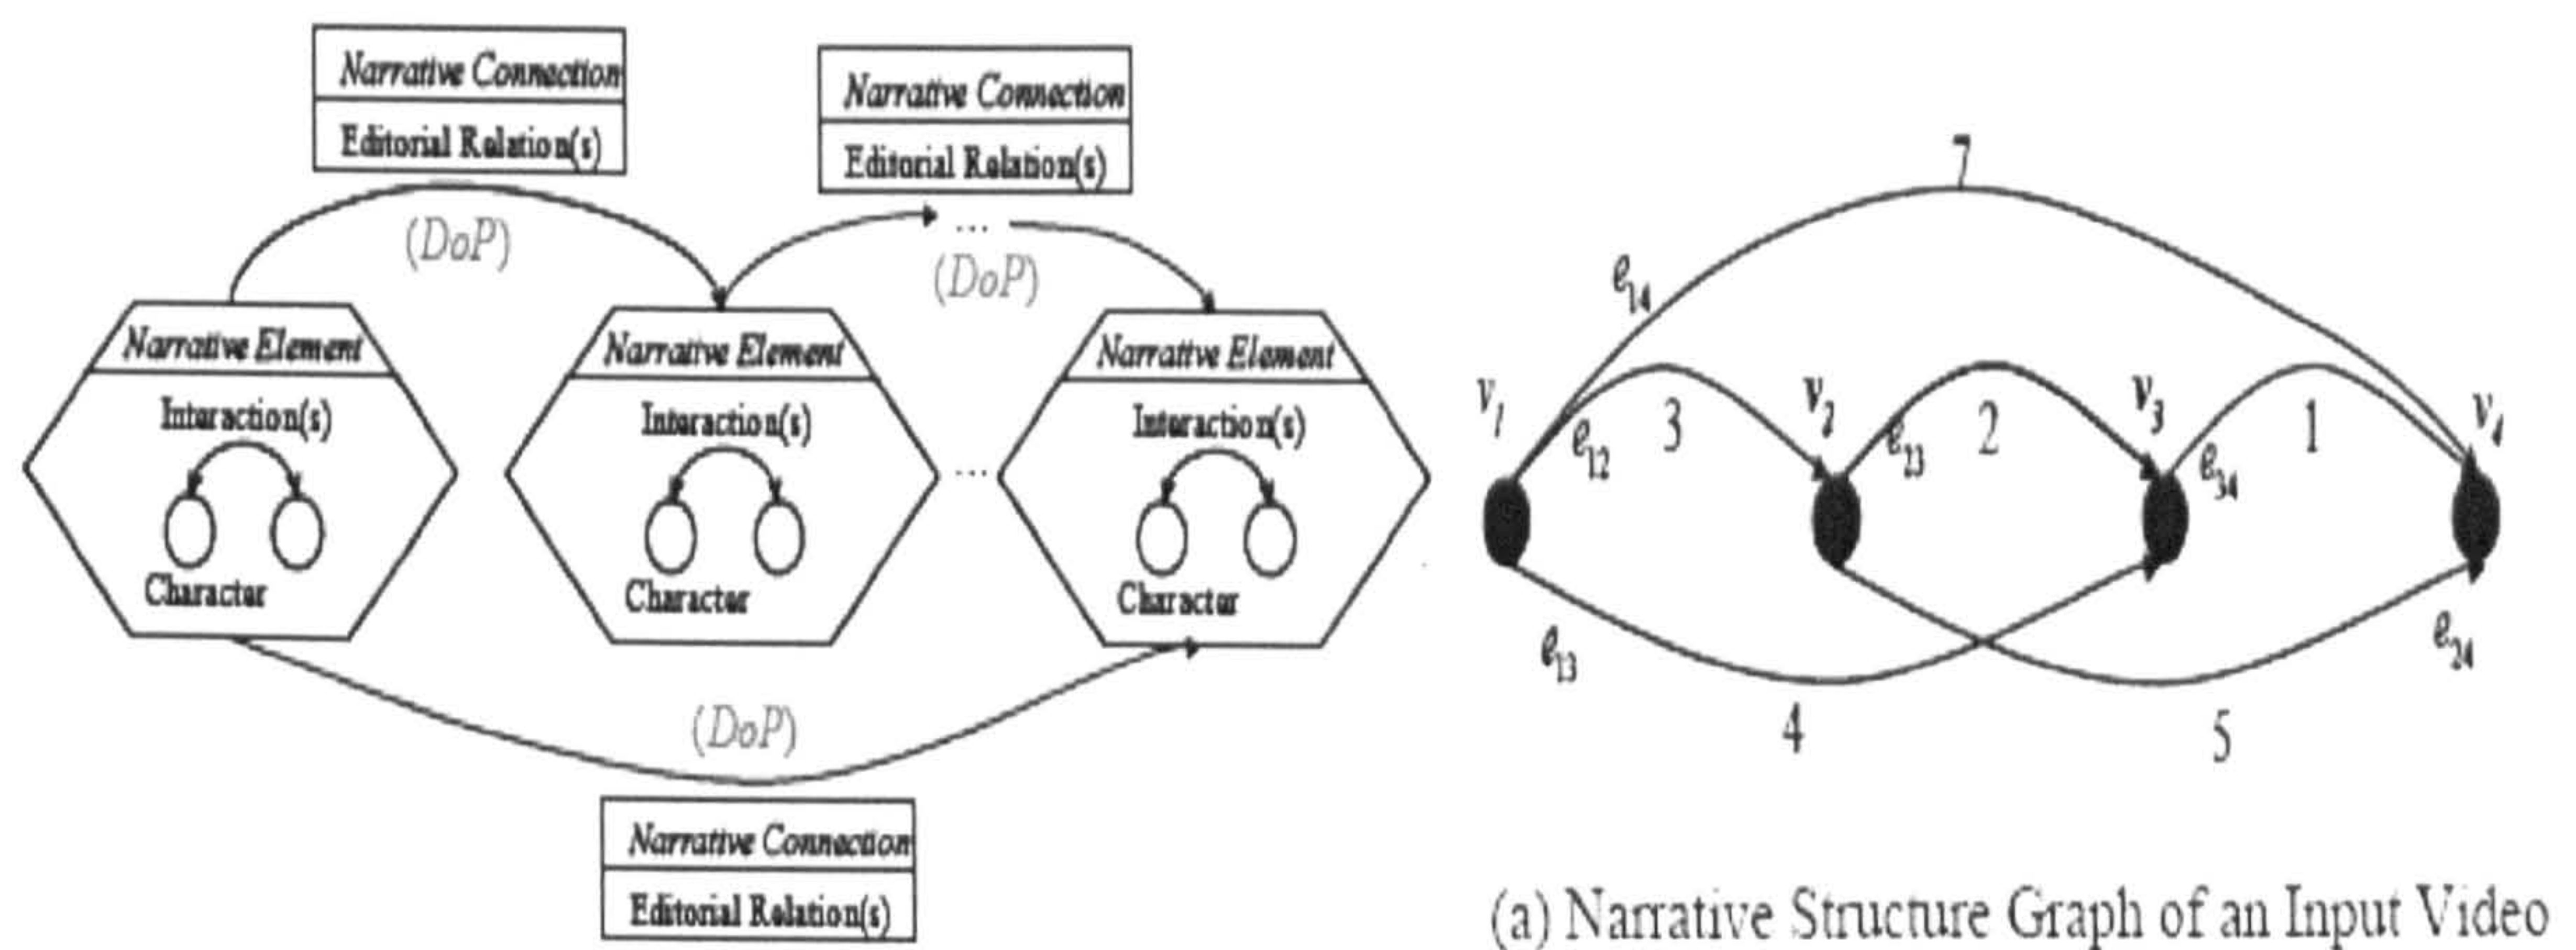 Narrative Connection
Editorial Relation(s)
Narrative Connection
Editorial Relation(s)
(DoP)
...
(DoP)
Narrative Element
Interaction(s)
Character
Narrative Element
Interaction(s)
Character
...
Narrative Element
Interaction(s)
Character
(DoP)
Narrative Connection
Editorial Relation(s)
7
e14
v1
v2
v3
v4
e12
3
e23
2
e34
1
e13
e24
4
5
(a) Narrative Structure Graph of an Input Video